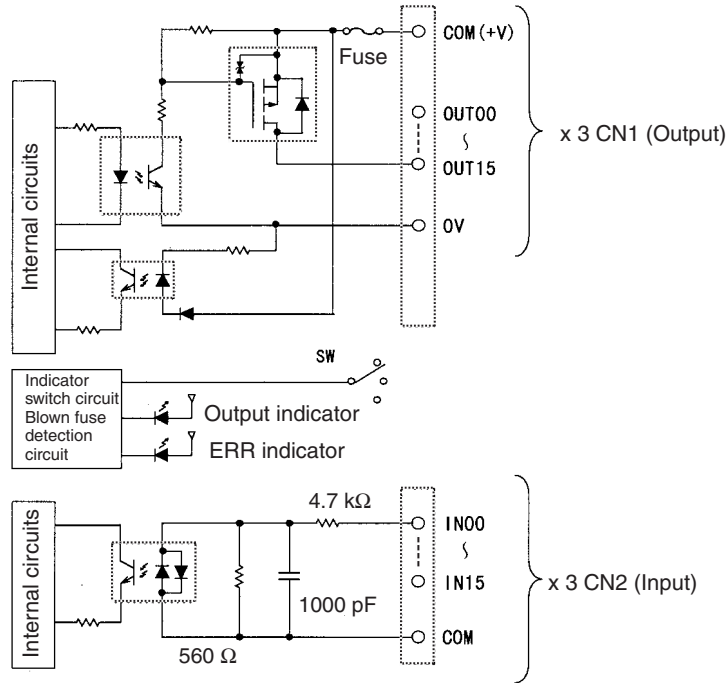 COM (+V)
Fuse
OUT00
x 3 CN1 (Output)
OUT15
Internal circuits
0V
SW
Indicator
switch circuit
Blown fuse
detection
circuit
Output indicator
ERR indicator
4.7 kΩ
IN00
Internal circuits
IN15
x 3 CN2 (Input)
1000 pF
COM
560 Ω